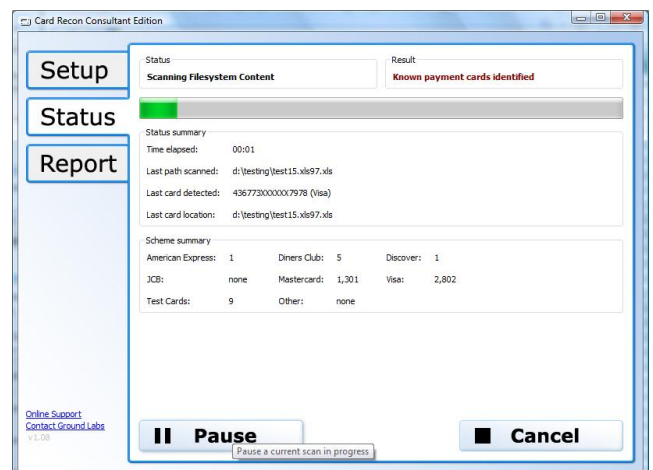 Card Recon Consultant Edition
Setup
Status
Report
Status
Scanning Filesystem Content
Result
Known payment cards identified
Status summary
Time elapsed: 00:01
Last path scanned: d:\testing\test15.xls97.xls
Last card detected: 436773XXXXXX7978 (Visa)
Last card location: d:\testing\test15.xls97.xls
Scheme summary
American Express: 1 Diners Club: 5 Discover: 1
JCB: none Mastercard: 1,301 Visa: 2,802
Test Cards: 9 Other: none
Online Support
Contact Ground Labs
v1.08
Pause
Pause a current scan in progress
Cancel